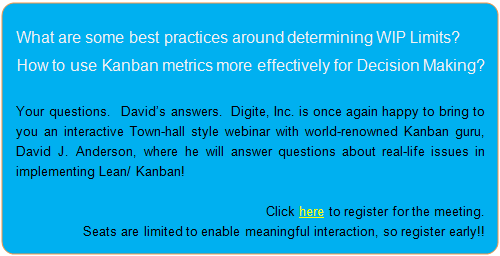 What are some best practices around determining WIP Limits?
How to use Kanban metrics more effectively for Decision Making?
Your questions.  David's answers.  Digite, Inc. is once again happy to bring to
you an interactive Town-hall style webinar with world-renowned Kanban guru,
David J. Anderson, where he will answer questions about real-life issues in
implementing Lean/ Kanban!
Click here to register for the meeting.
Seats are limited to enable meaningful interaction, so register early!!